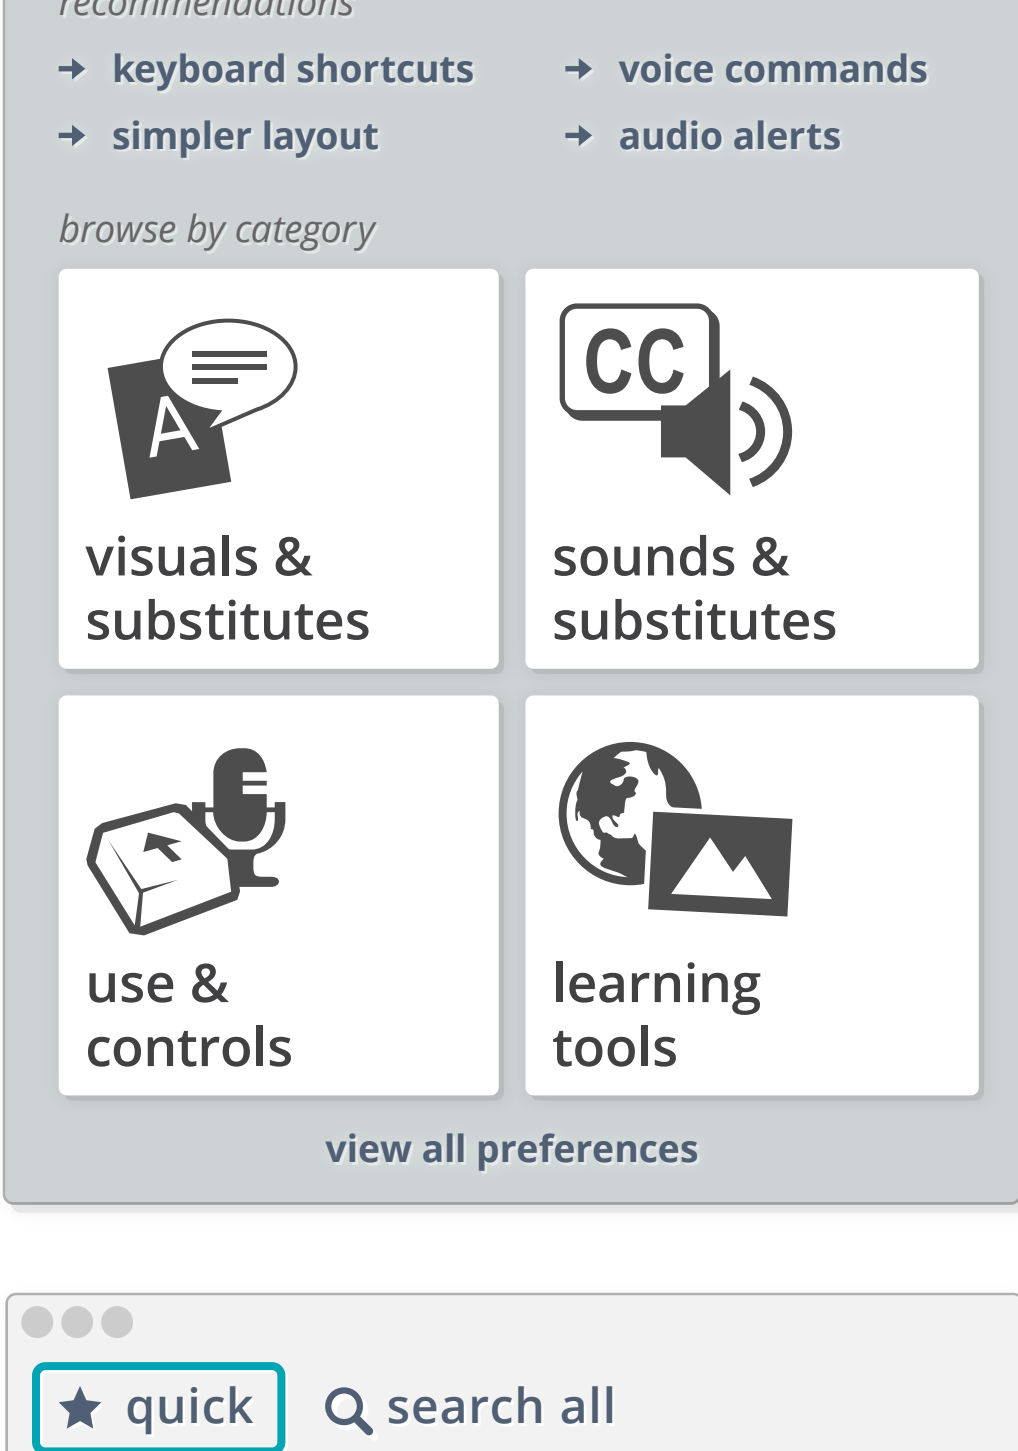 recommendations
keyboard shortcuts
voice commands
simpler layout
audio alerts
browse by category
A
CC
visuals &
substitutes
sounds &
substitutes
use &
controls
learning
tools
view all preferences
quick
search all